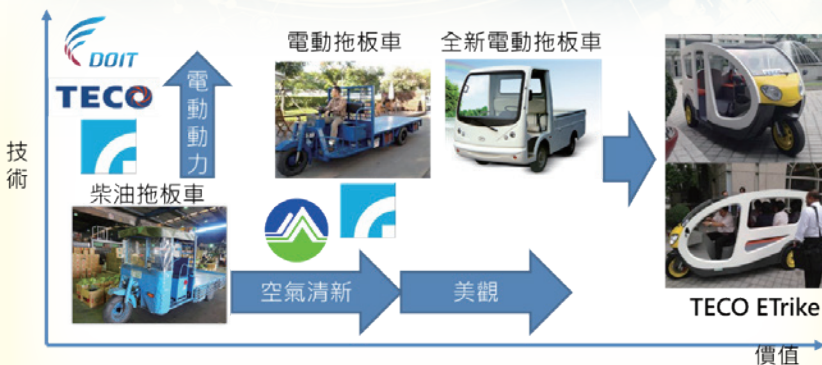 DOIT
TECO
電動動力
電動拖板車
全新電動拖板車
技術
柴油拖板車
空氣清新
美觀
TECO ETrike
價值